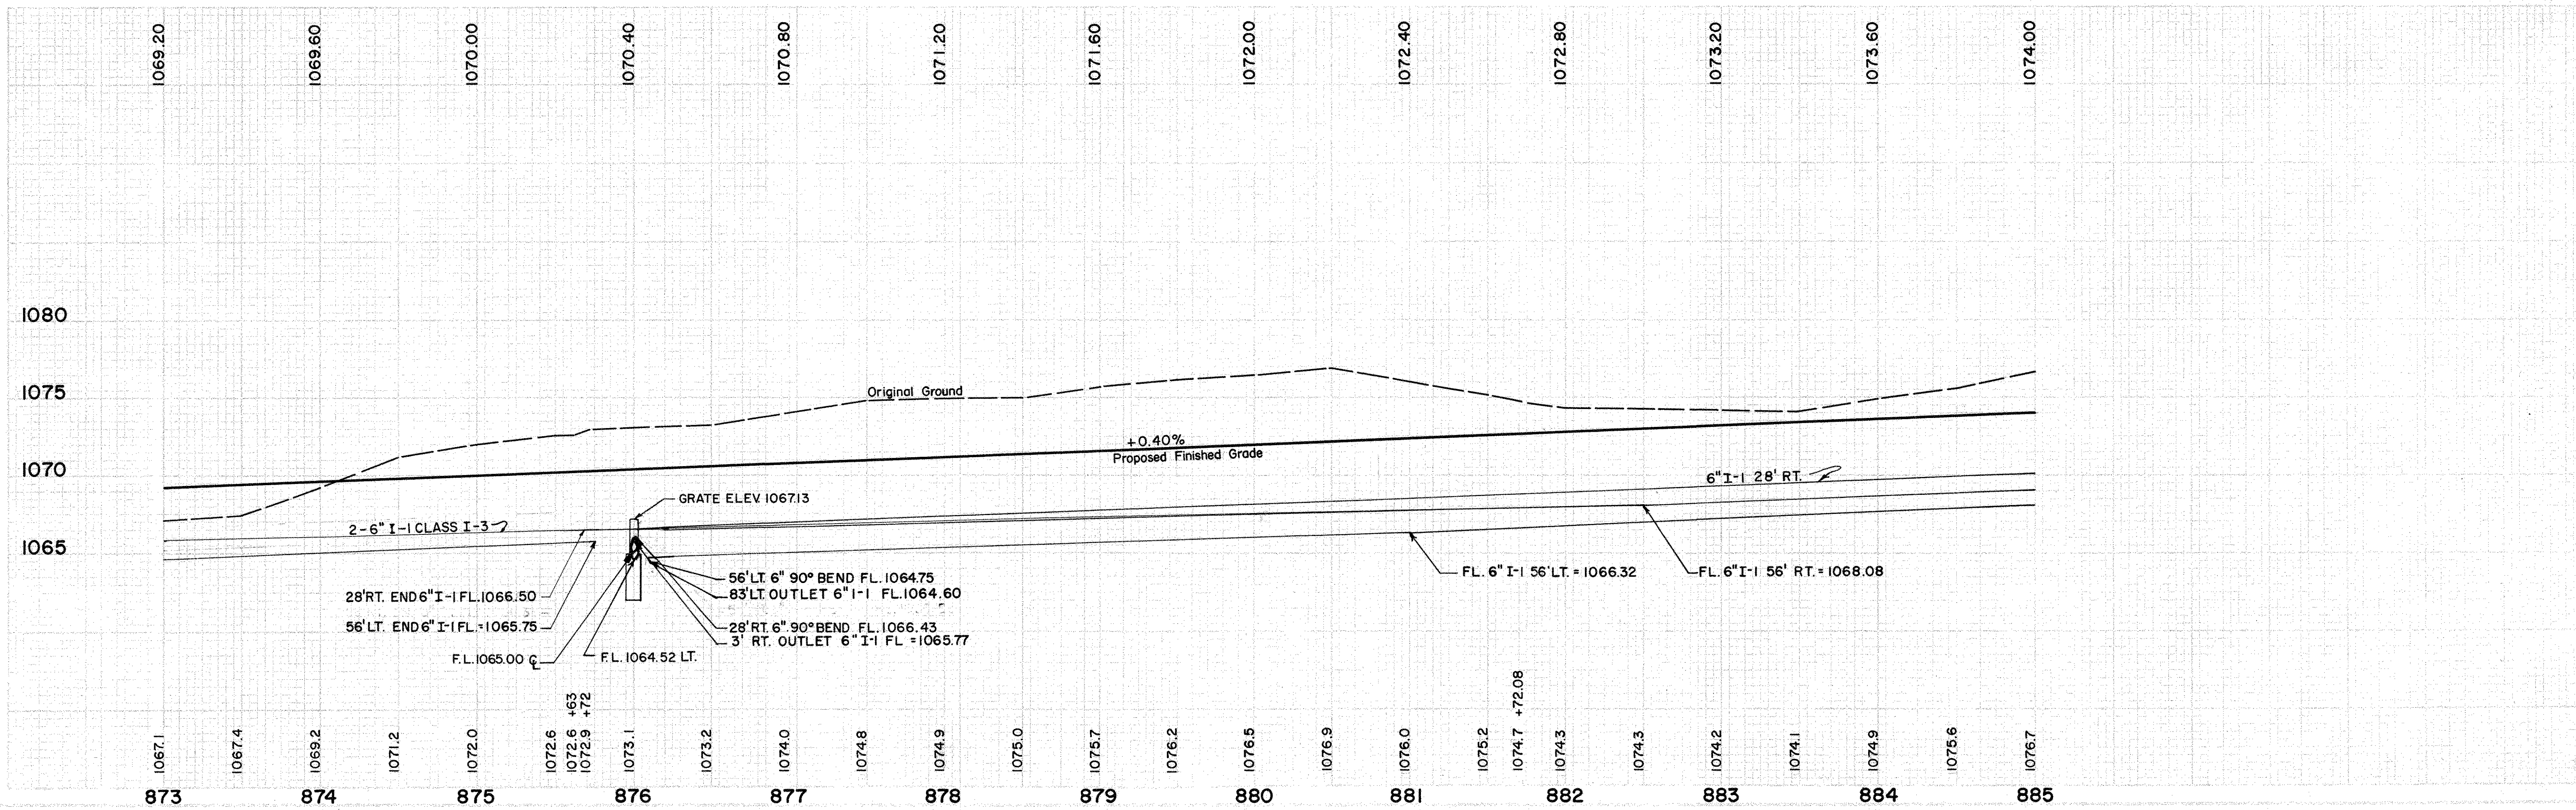 1069.20
1069.60
1070.00
1070.40
1070.80
1071.20
1071.60
1072.00
1072.40
1072.80
1073.20
1073.60
1074.00
1080
1075
1070
1065
Original Ground
+0.40%
Proposed Finished Grade
6" I-1 28' RT.
GRATE ELEV. 1067.13
2-6" I-1 CLASS I-3
56' LT. 6" 90° BEND FL. 1064.75
83' LT. OUTLET 6" I-1 FL. 1064.60
28' RT. 6" 90° BEND FL. 1066.43
3' RT. OUTLET 6" I-1 FL = 1065.77
28' RT. END 6" I-1 FL. 1066.50
56' LT. END 6" I-1 FL. = 1065.75
F.L. 1065.00 ℄
F.L. 1064.52 LT.
FL. 6" I-1 56' LT. = 1066.32
FL. 6" I-1 56' RT. = 1068.08
1067.1
1067.4
1069.2
1071.2
1072.0
1072.6
1072.6 +63
1072.9 +72
1073.1
1073.2
1074.0
1074.8
1074.9
1075.0
1075.7
1076.2
1076.5
1076.9
1076.0
1075.2
1074.7 +72.08
1074.3
1074.3
1074.2
1074.1
1074.9
1075.6
1076.7
873 874 875 876 877 878 879 880 881 882 883 884 885